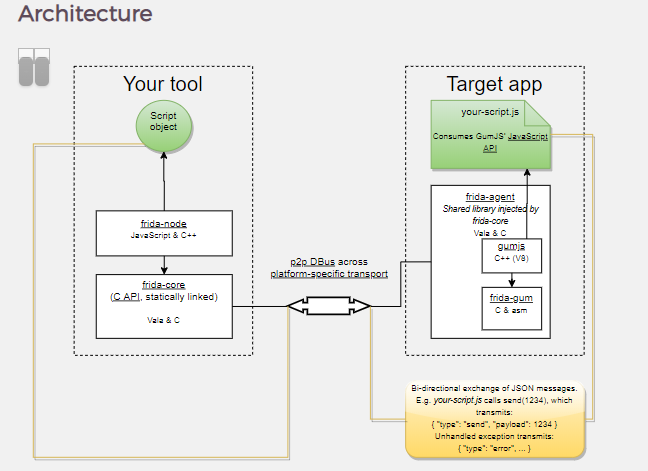 Architecture
Your tool
Script
object
frida-node
JavaScript & C++
frida-core
(C API, statically linked)
Vala & C
p2p DBus across
platform-specific transport
Target app
your-script.js
Consumes GumJS' JavaScript
API
frida-agent
Shared library injected by
frida-core
Vala & C
gumjs
C++ (V8)
frida-gum
C & asm
Bi-directional exchange of JSON messages.
E.g. your-script.js calls send(1234), which
transmits:
{ "type": "send", "payload": 1234 }
Unhandled exception transmits:
{ "type": "error", ... }